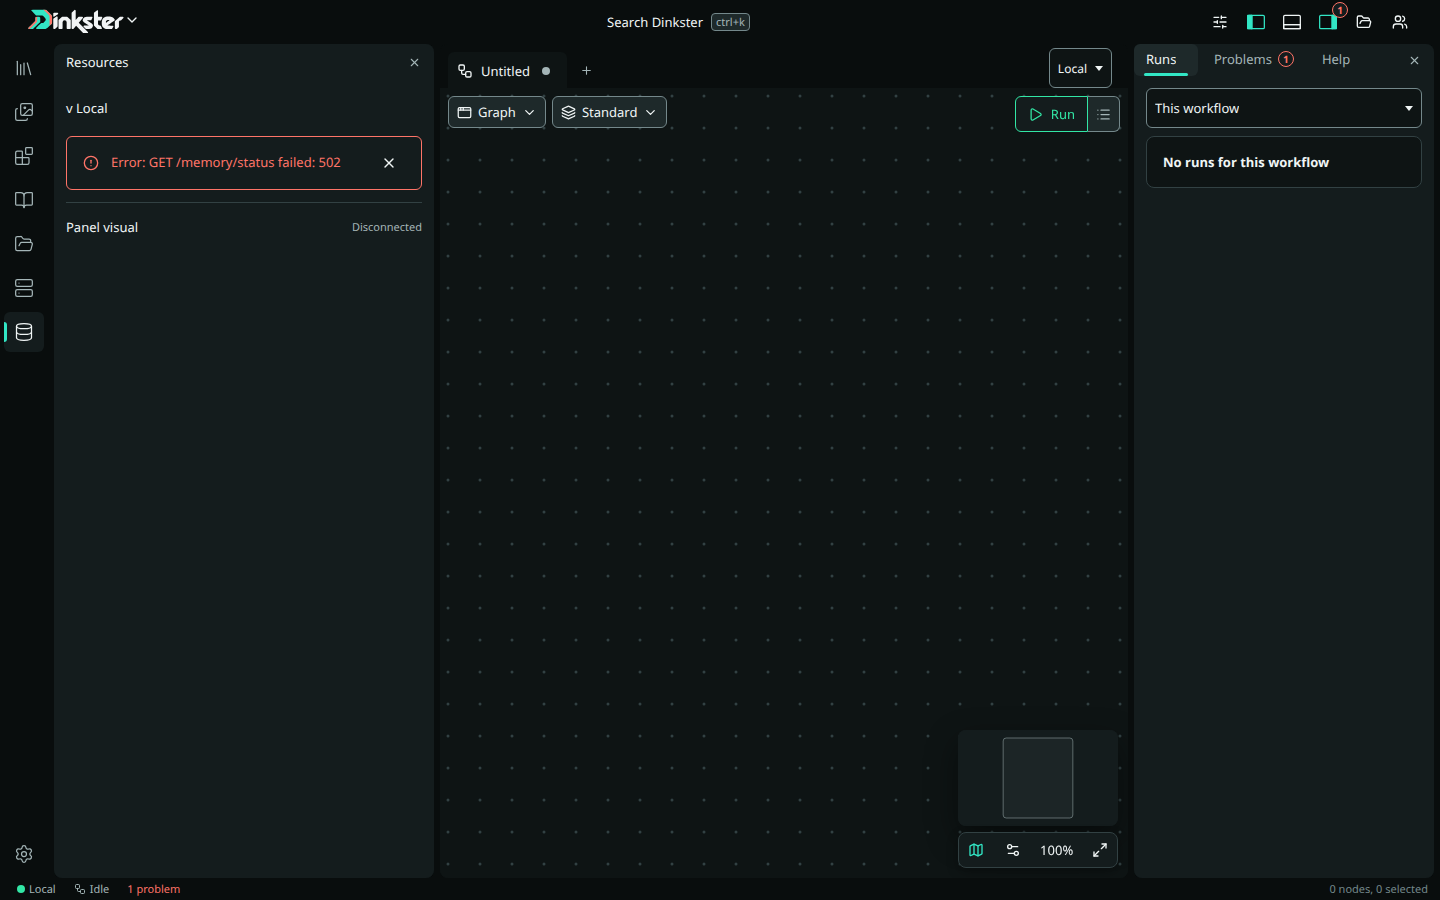 Dinkster
Search Dinkster ctrl+k
1
Resources
v Local
Error: GET /memory/status failed: 502
Panel visual Disconnected
Untitled
Local
Graph
Standard
Run
100%
Runs Problems 1 Help
This workflow
No runs for this workflow
Local Idle 1 problem
0 nodes, 0 selected